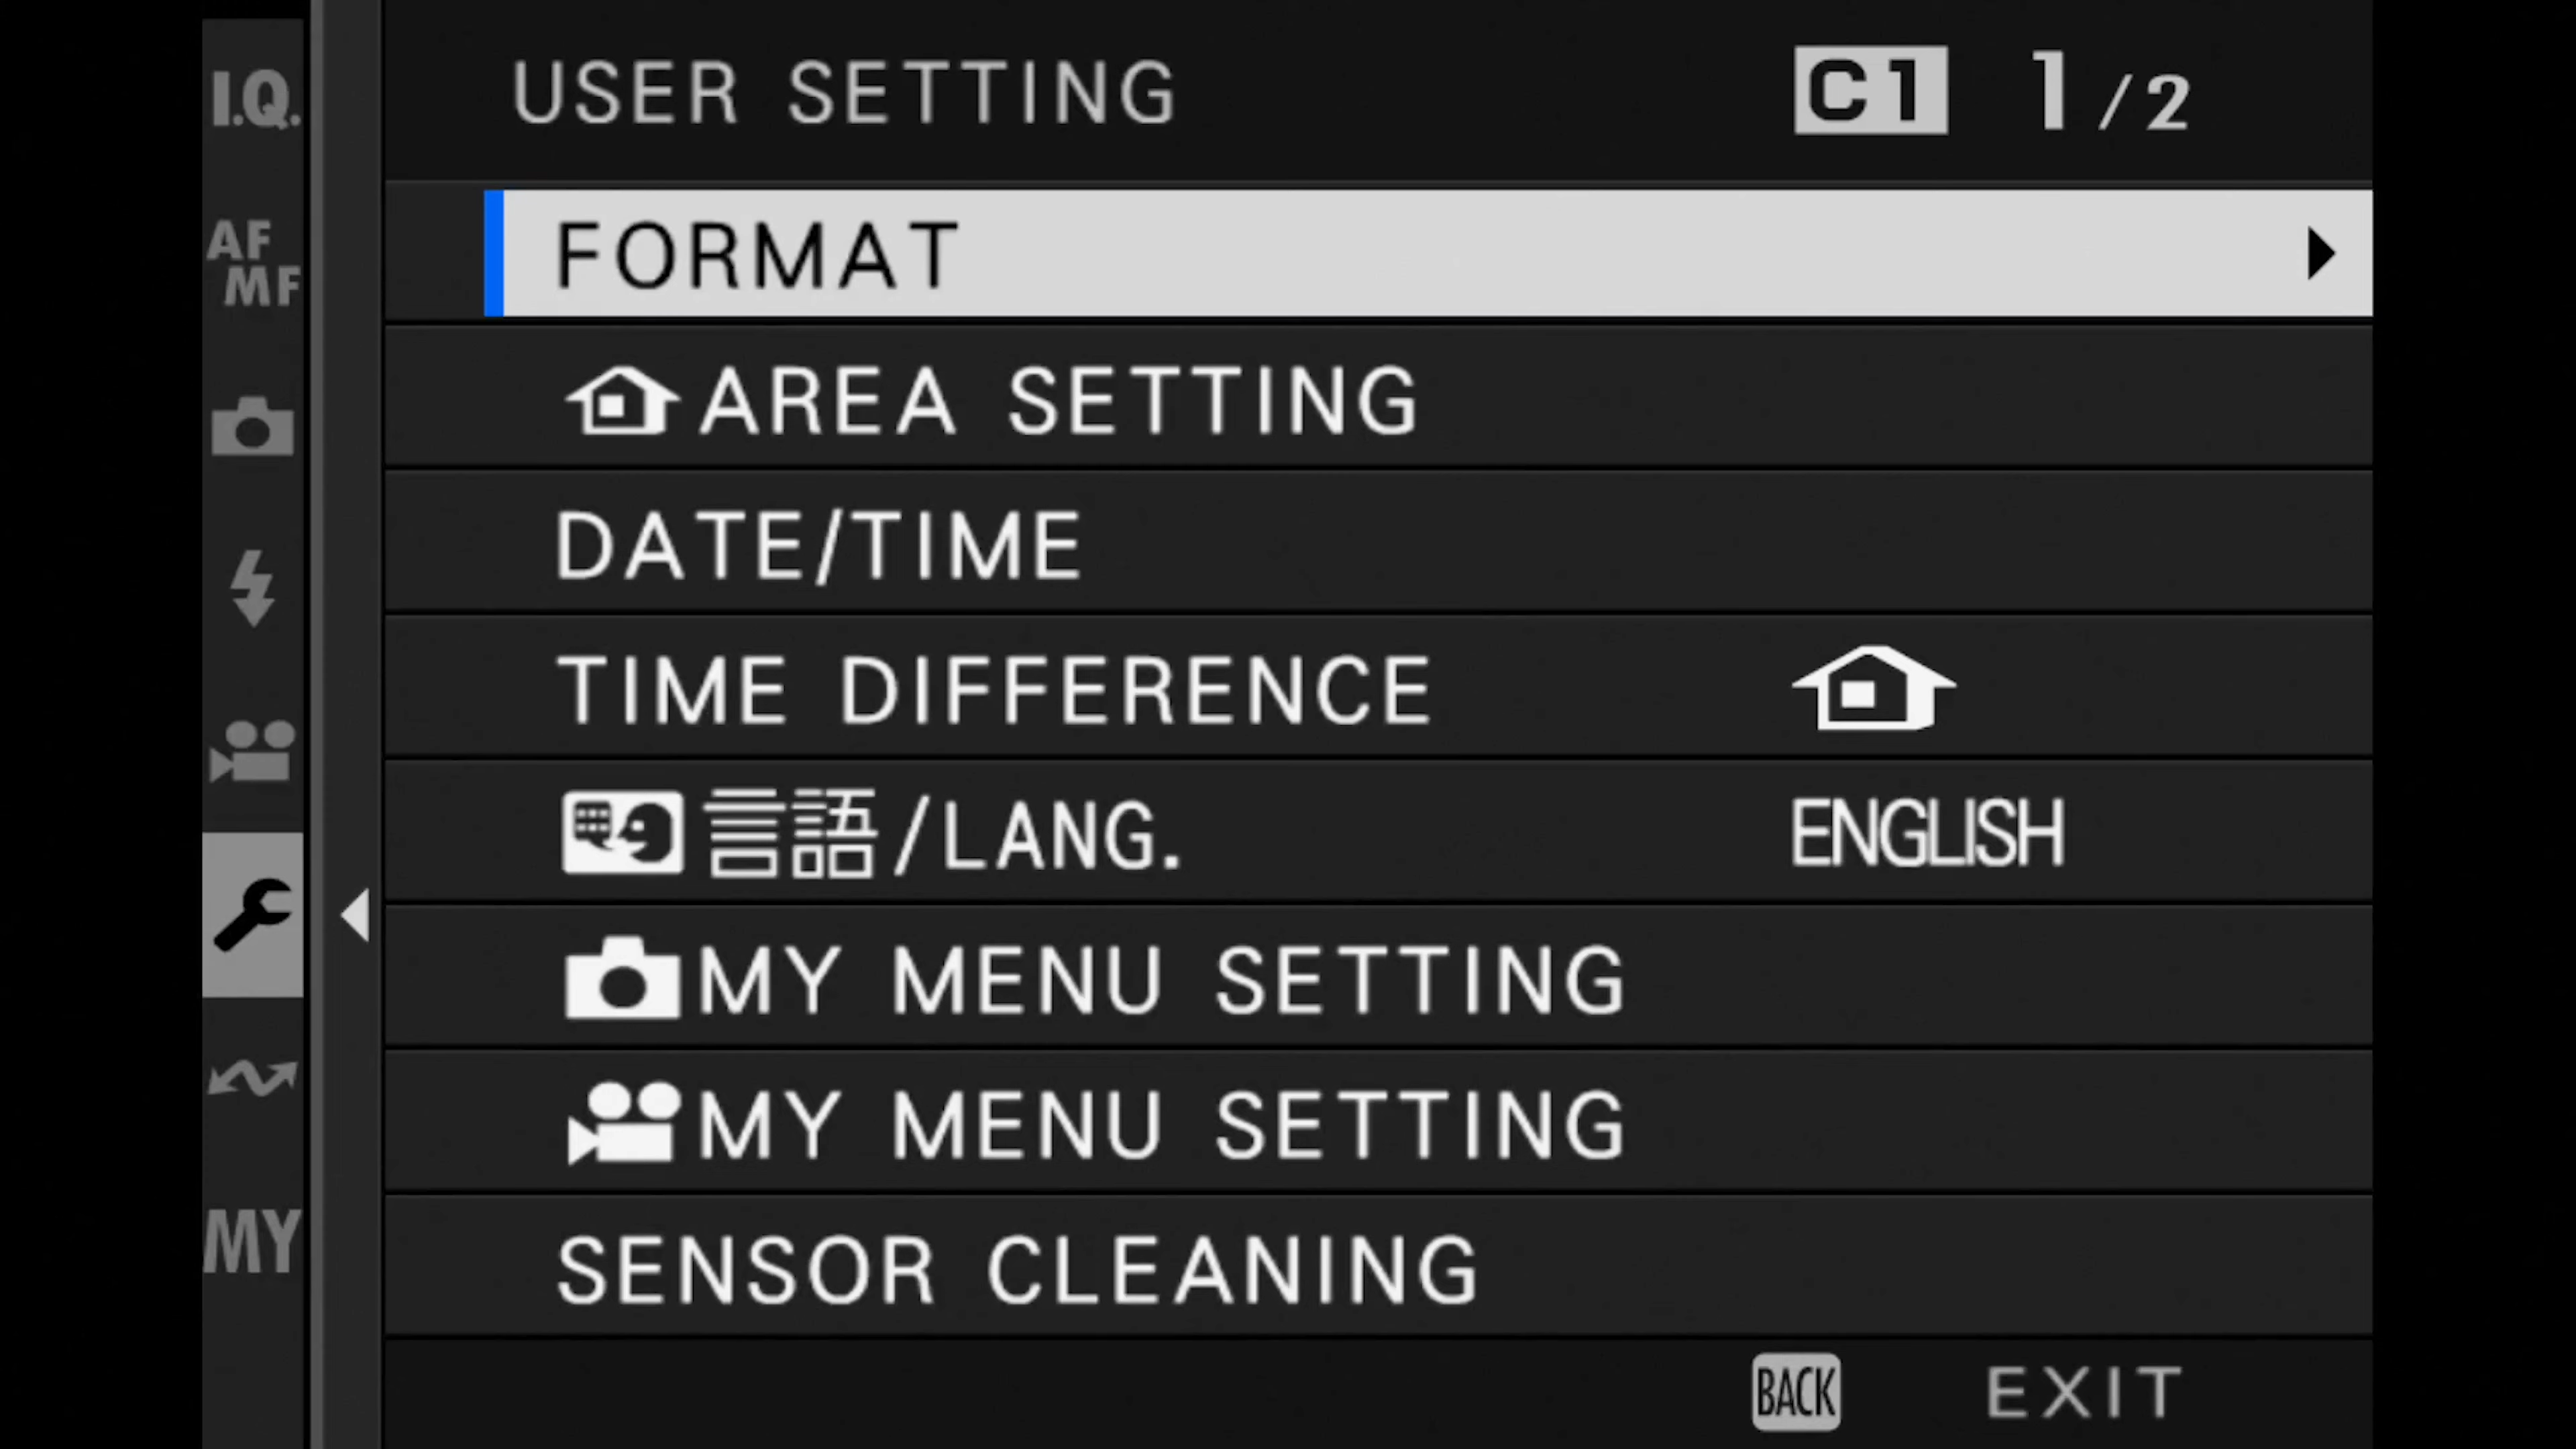 USER SETTING C1 1/2
I.Q.
FORMAT
AF
MF
AREA SETTING
DATE/TIME
TIME DIFFERENCE
言語/LANG. ENGLISH
MY MENU SETTING
MY MENU SETTING
MY
SENSOR CLEANING
BACK EXIT